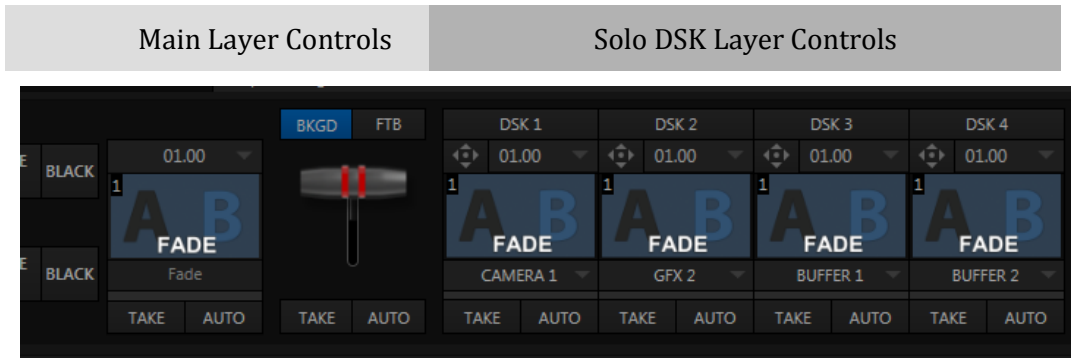 Main Layer Controls Solo DSK Layer Controls
BKGD FTB DSK 1 DSK 2 DSK 3 DSK 4
E BLACK 01.00 01.00 01.00 01.00 01.00
1 A B FADE 1 A B FADE 1 A B FADE 1 A B FADE 1 A B FADE
E BLACK Fade CAMERA 1 GFX 2 BUFFER 1 BUFFER 2
TAKE AUTO TAKE AUTO TAKE AUTO TAKE AUTO TAKE AUTO TAKE AUTO